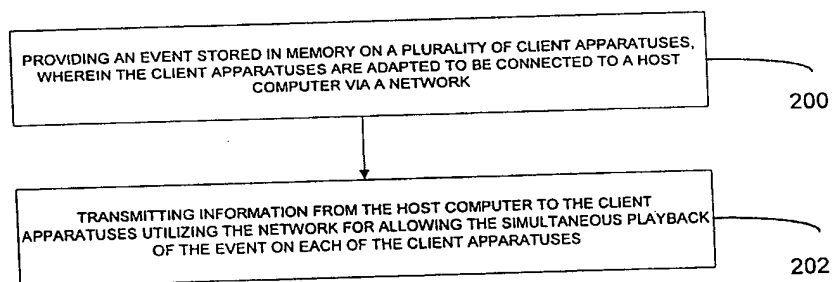 PROVIDING AN EVENT STORED IN MEMORY ON A PLURALITY OF CLIENT APPARATUSES,
WHEREIN THE CLIENT APPARATUSES ARE ADAPTED TO BE CONNECTED TO A HOST
COMPUTER VIA A NETWORK
200
TRANSMITTING INFORMATION FROM THE HOST COMPUTER TO THE CLIENT
APPARATUSES UTILIZING THE NETWORK FOR ALLOWING THE SIMULTANEOUS PLAYBACK
OF THE EVENT ON EACH OF THE CLIENT APPARATUSES
202